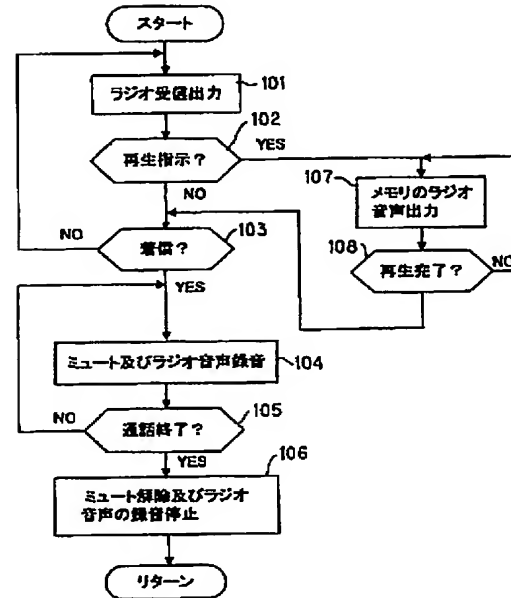 スタート
101
ラジオ受信出力
102
再生指示?
YES
NO
107
メモリのラジオ
音声出力
103
着信?
NO
YES
108
再生完了?
NO
ミュート及びラジオ音声録音
104
105
通話終了?
NO
YES
106
ミュート解除及びラジオ
音声の録音停止
リターン